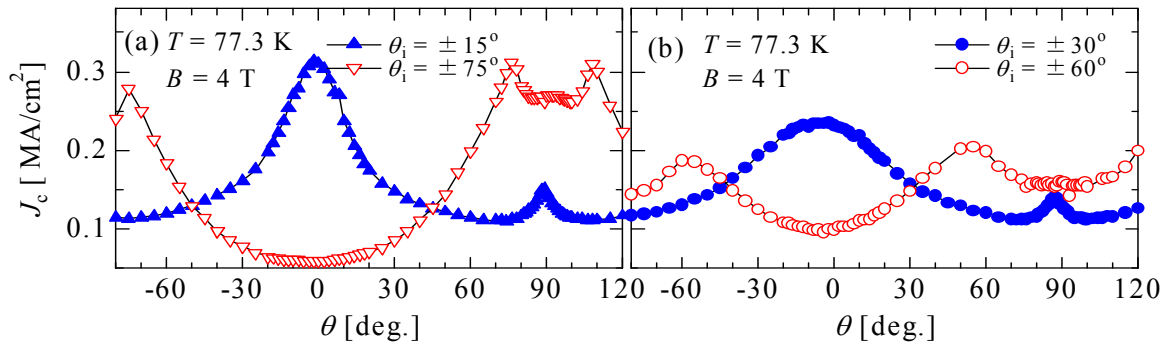 (a) T = 77.3 K
B = 4 T
θi = ± 15°
θi = ± 75°
(b) T = 77.3 K
B = 4 T
θi = ± 30°
θi = ± 60°
Jc [ MA/cm2]
0.3
0.2
0.1
-60 -30 0 30 60 90 120
-60 -30 0 30 60 90 120
θ [deg.]
θ [deg.]